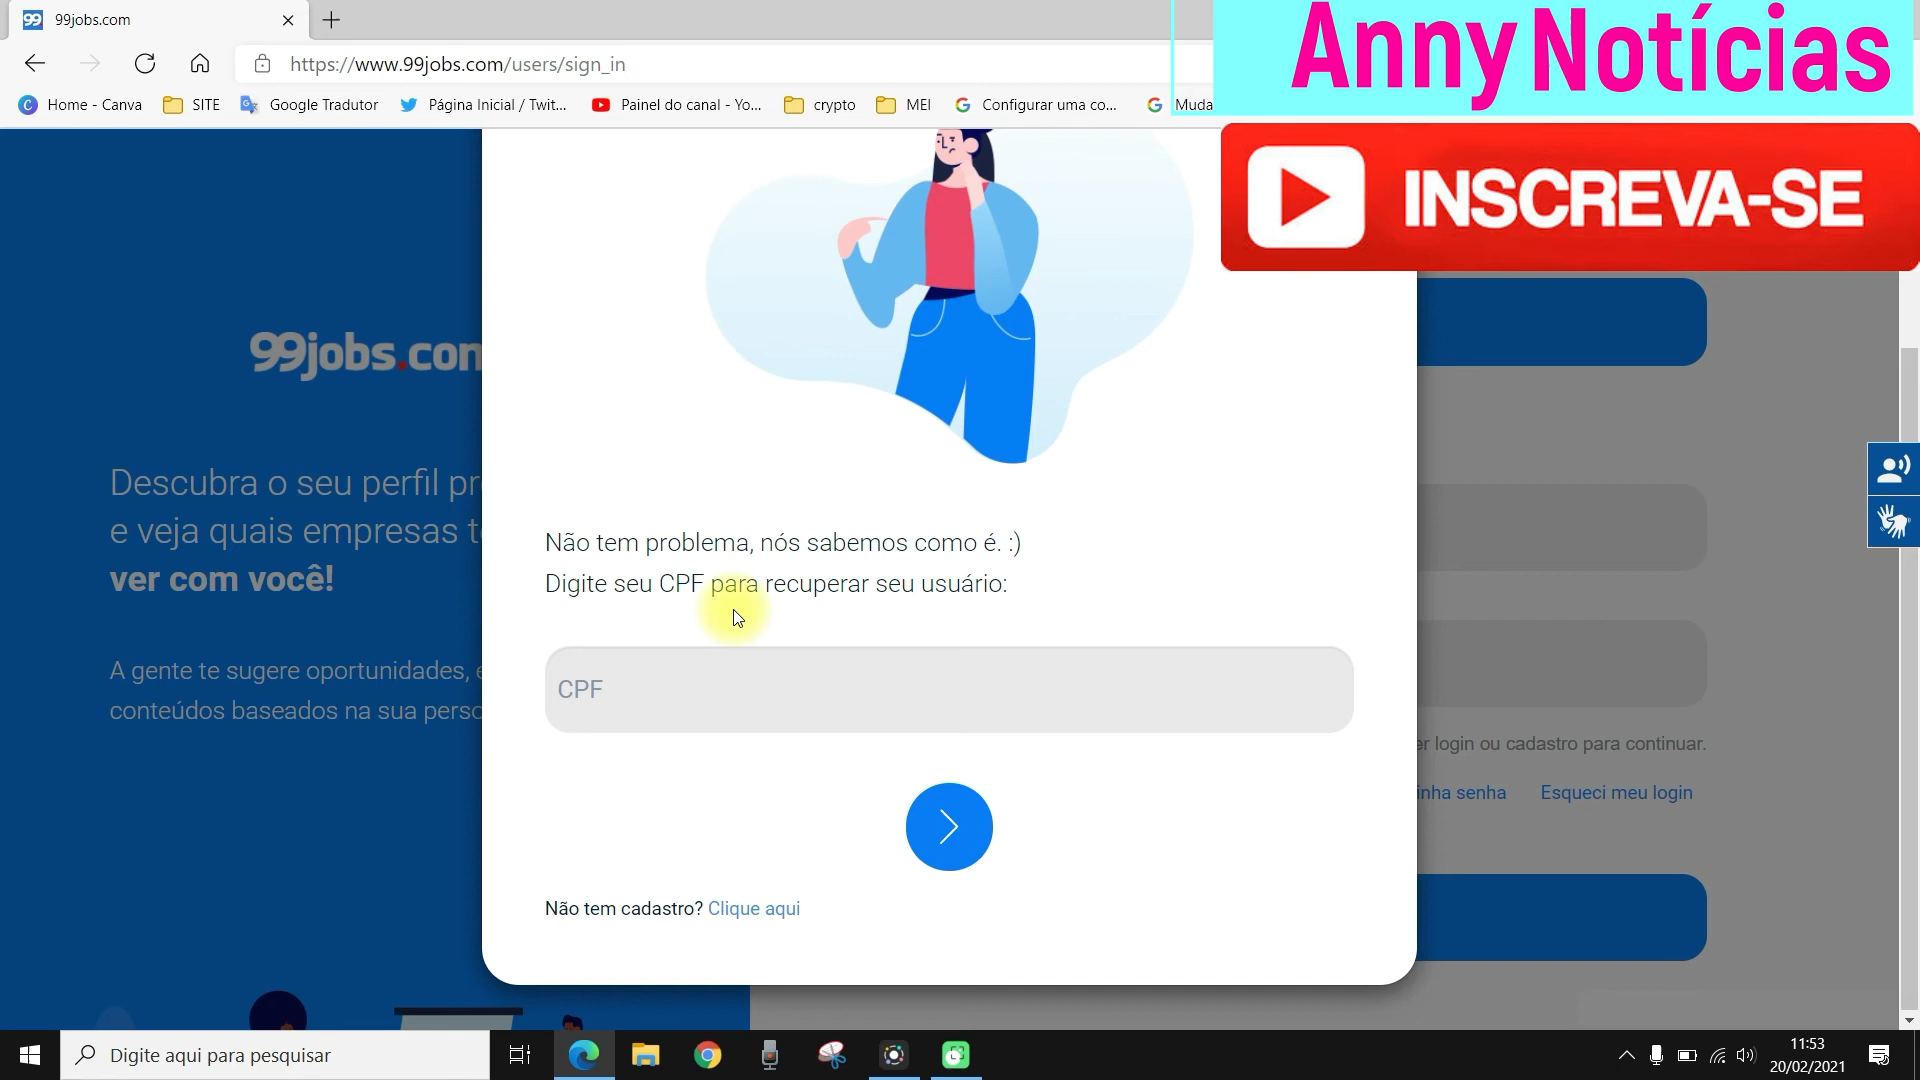 99jobs.com
https://www.99jobs.com/users/sign_in
Home - Canva
SITE
Google Tradutor
Página Inicial / Twit...
Painel do canal - Yo...
crypto
MEI
Configurar uma co...
Muda
Anny Notícias
INSCREVA-SE
99jobs.com
Descubra o seu perfil
e veja quais empresas
ver com você!
A gente te sugere oportunidades,
conteúdos baseados na sua
Não tem problema, nós sabemos como é. :)
Digite seu CPF para recuperar seu usuário:
CPF
Não tem cadastro? Clique aqui
login ou cadastro para continuar.
senha
Esqueci meu login
Digite aqui para pesquisar
11:53
20/02/2021